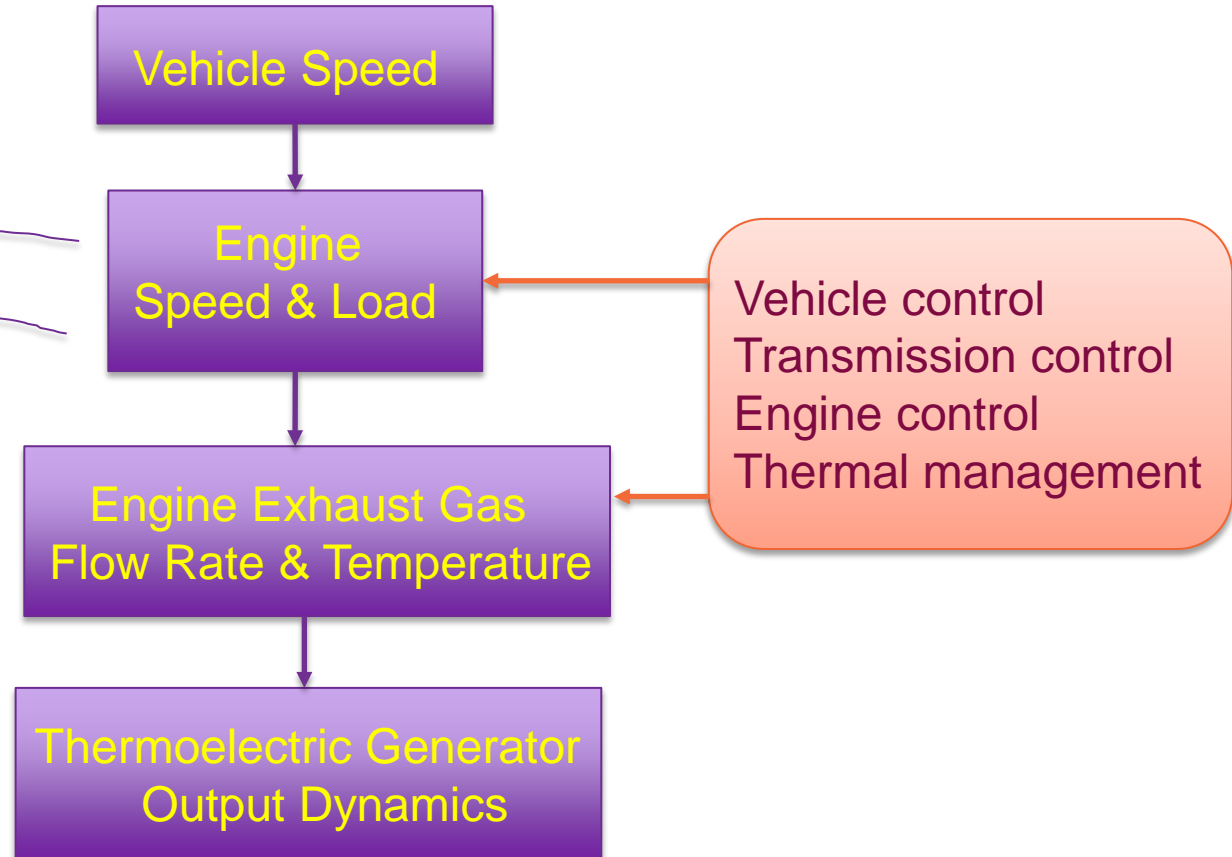 Vehicle Speed
Engine
Speed & Load
Vehicle control
Transmission control
Engine control
Thermal management
Engine Exhaust Gas
Flow Rate & Temperature
Thermoelectric Generator
Output Dynamics